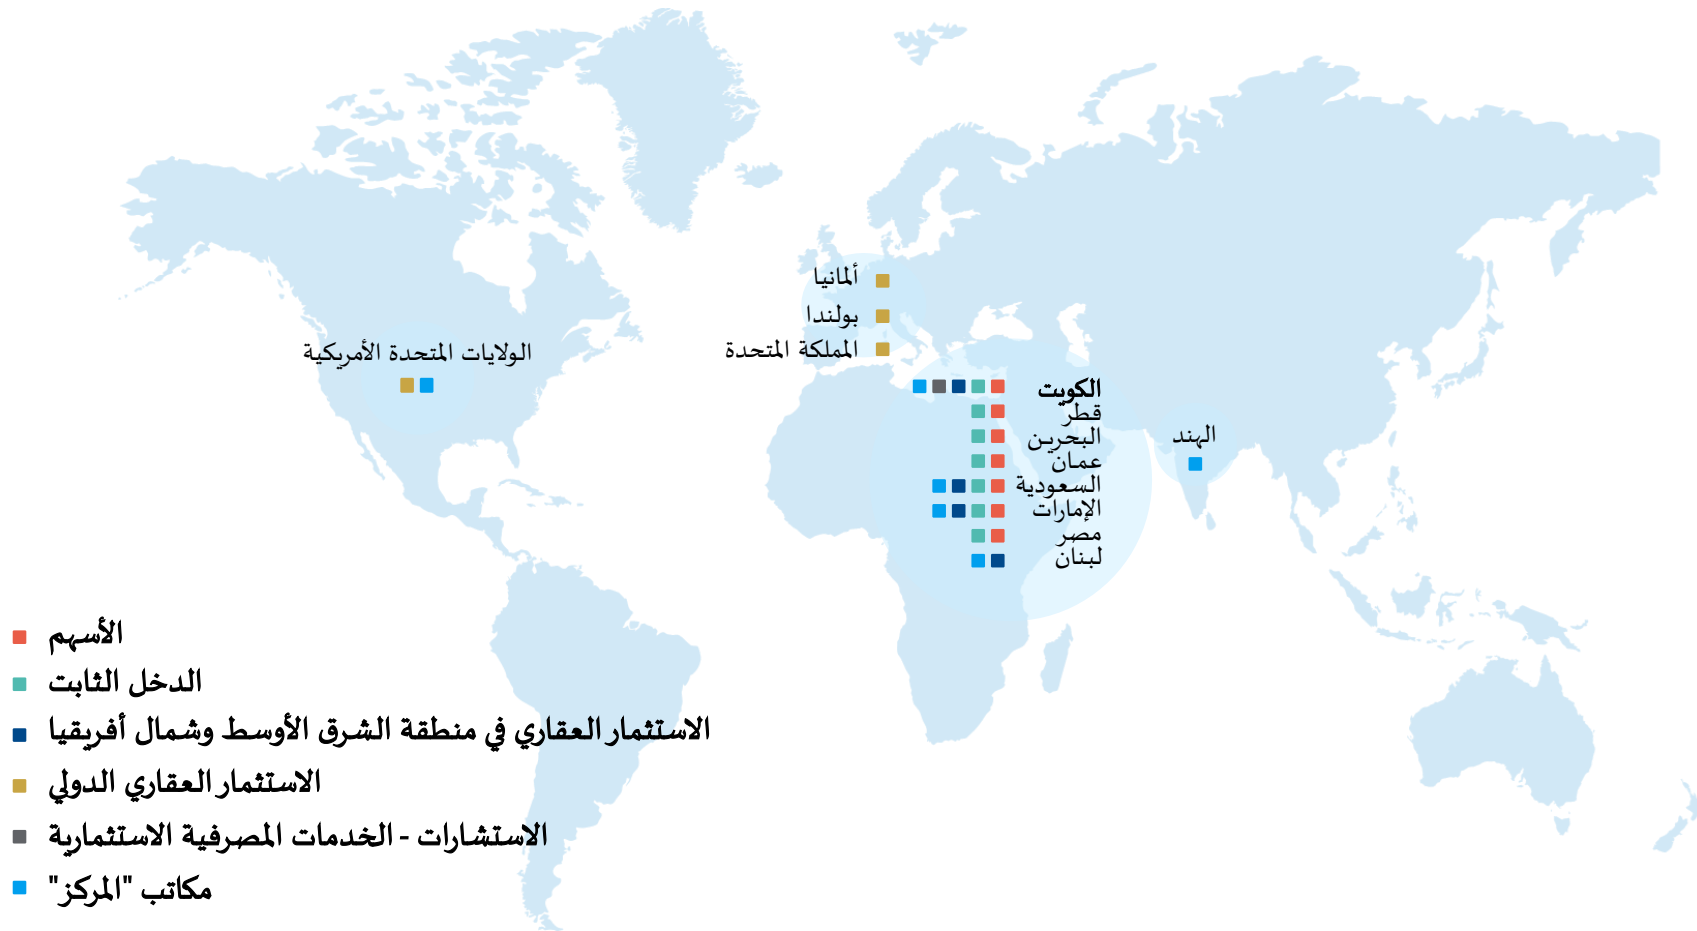 ألمانيا
بولندا
المملكة المتحدة
الولايات المتحدة الأمريكية
الكويت
قطر
البحرين
عمان
السعودية
الإمارات
مصر
لبنان
الهند
الأسهم
الدخل الثابت
الاستثمار العقاري في منطقة الشرق الأوسط وشمال أفريقيا
الاستثمار العقاري الدولي
الاستشارات - الخدمات المصرفية الاستثمارية
مكاتب "المركز"